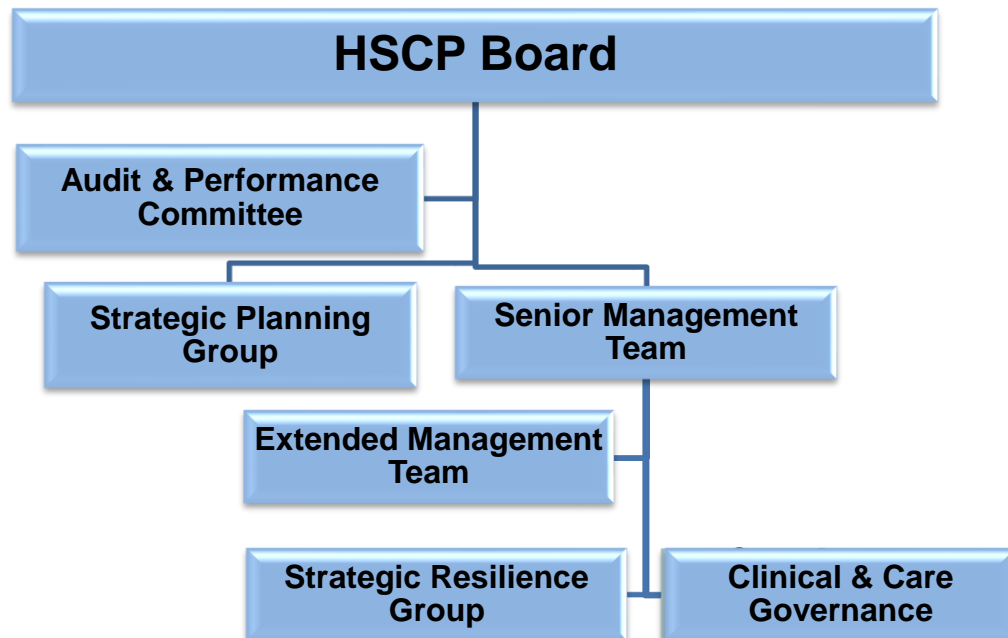 HSCP Board
Audit & Performance
Committee
Strategic Planning
Group
Senior Management
Team
Extended Management
Team
Strategic Resilience
Group
Clinical & Care
Governance